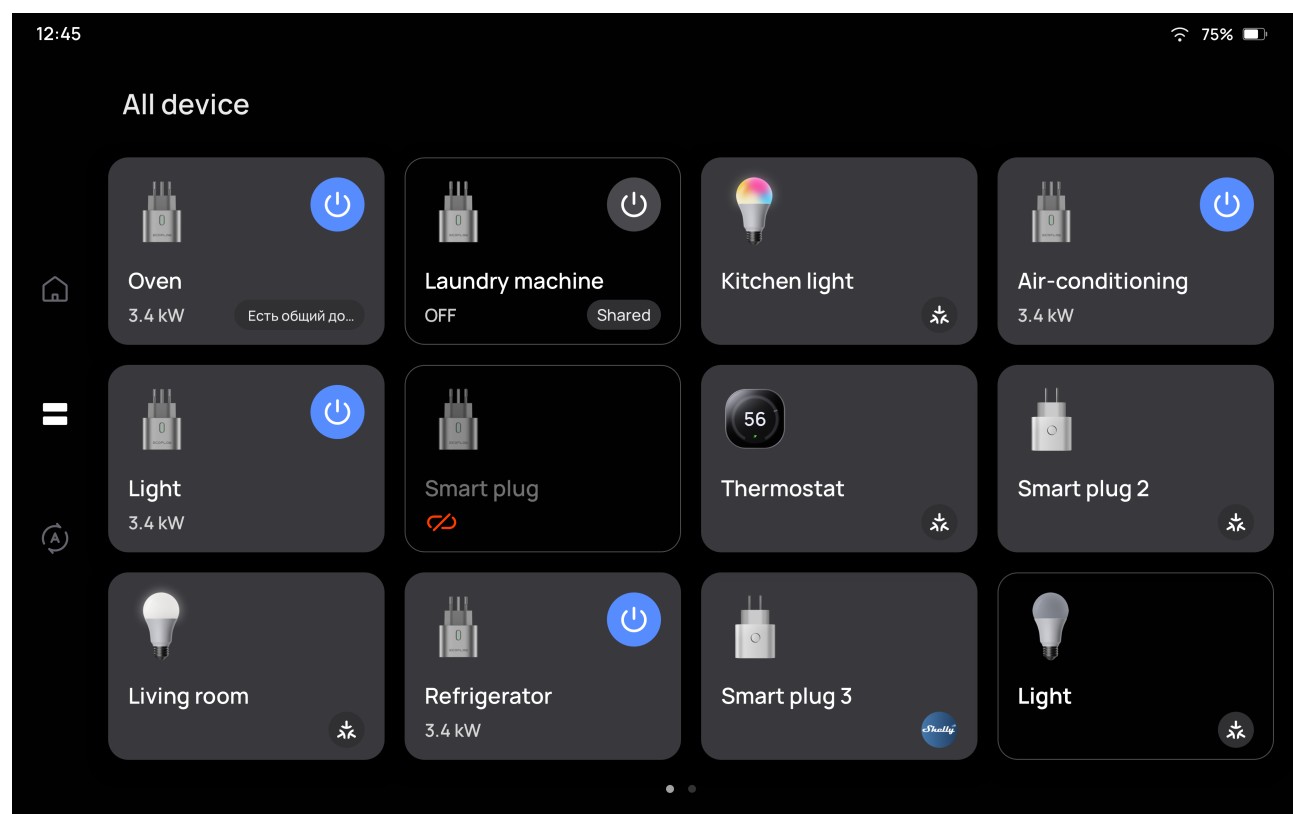 12:45
75%
All device
Oven
3.4 kW
Есть общий до...
Laundry machine
OFF
Shared
Kitchen light
Air-conditioning
3.4 kW
Light
3.4 kW
Smart plug
56
Thermostat
Smart plug 2
A
Living room
Refrigerator
3.4 kW
Smart plug 3
Shelly
Light